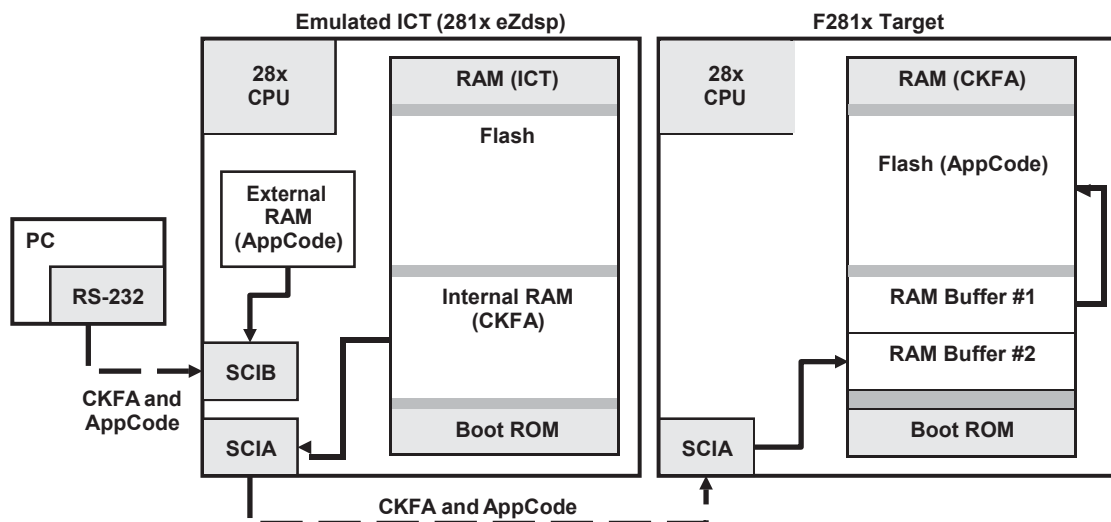 Emulated ICT (281x eZdsp)
F281x Target
28x
CPU
RAM (ICT)
Flash
External
RAM
(AppCode)
Internal RAM
(CKFA)
Boot ROM
PC
RS-232
SCIB
CKFA and
AppCode
SCIA
28x
CPU
RAM (CKFA)
Flash (AppCode)
RAM Buffer #1
RAM Buffer #2
Boot ROM
SCIA
CKFA and AppCode